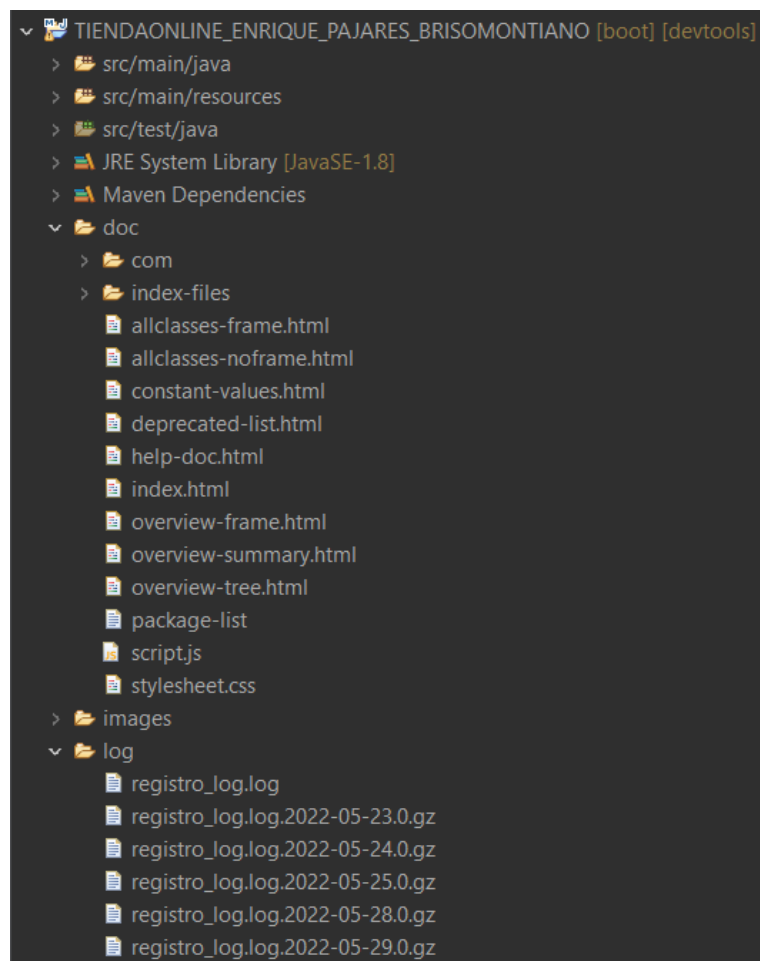 TIENDAONLINE_ENRIQUE_PAJARES_BRISOMONTIANO [boot] [devtools]
src/main/java
src/main/resources
src/test/java
JRE System Library [JavaSE-1.8]
Maven Dependencies
doc
com
index-files
allclasses-frame.html
allclasses-noframe.html
constant-values.html
deprecated-list.html
help-doc.html
index.html
overview-frame.html
overview-summary.html
overview-tree.html
package-list
script.js
stylesheet.css
images
log
registro_log.log
registro_log.log.2022-05-23.0.gz
registro_log.log.2022-05-24.0.gz
registro_log.log.2022-05-25.0.gz
registro_log.log.2022-05-28.0.gz
registro_log.log.2022-05-29.0.gz